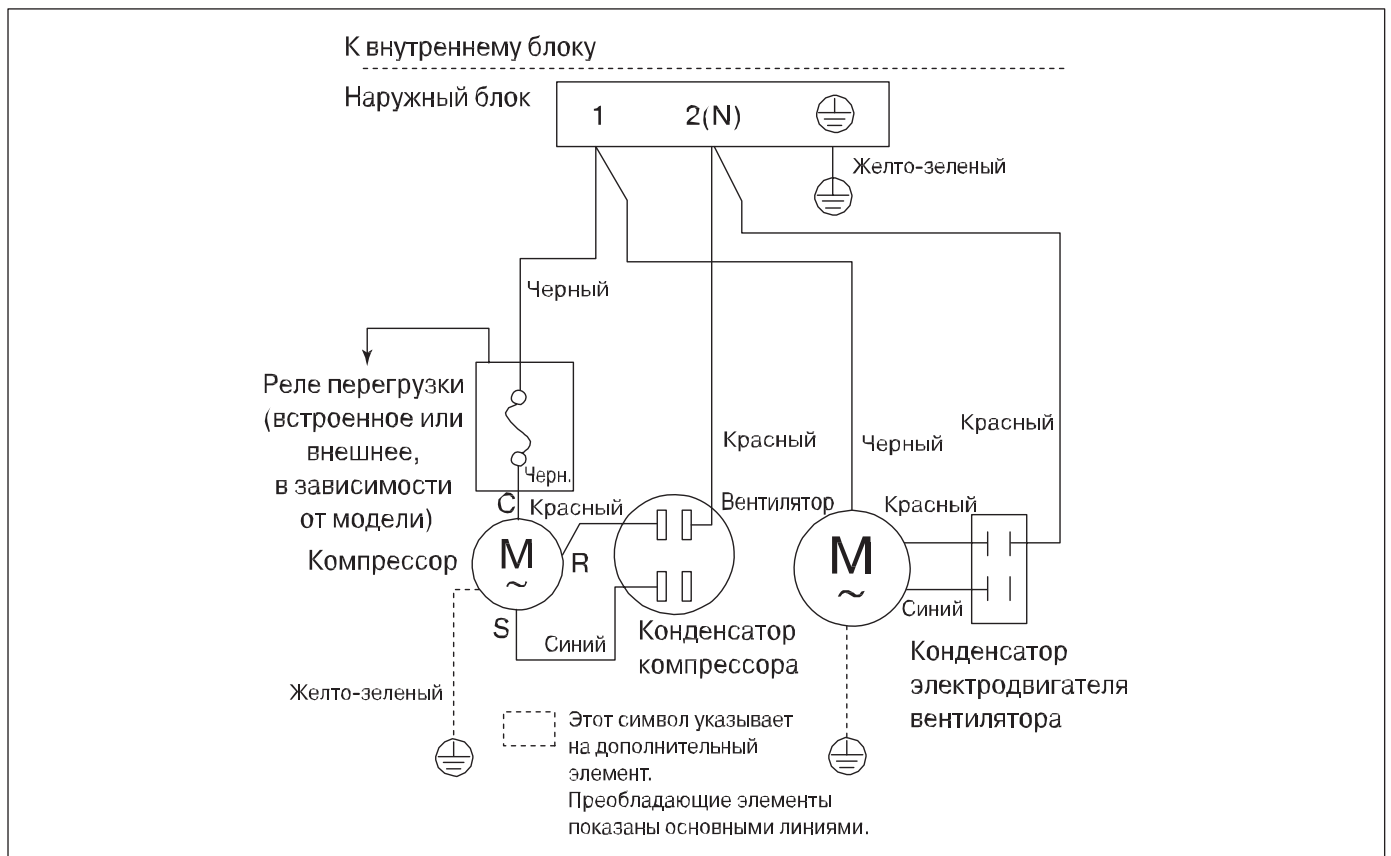 К внутреннему блоку
Наружный блок
1
2(N)
Желто-зеленый
Черный
Реле перегрузки
(встроенное или
внешнее,
в зависимости
от модели)
Черн.
C
Красный
Красный
Черный
Красный
Вентилятор
Красный
Компрессор
M
~
R
S
Синий
M
~
Синий
Конденсатор
компрессора
Конденсатор
электродвигателя
вентилятора
Желто-зеленый
Этот символ указывает
на дополнительный
элемент.
Преобладающие элементы
показаны основными линиями.